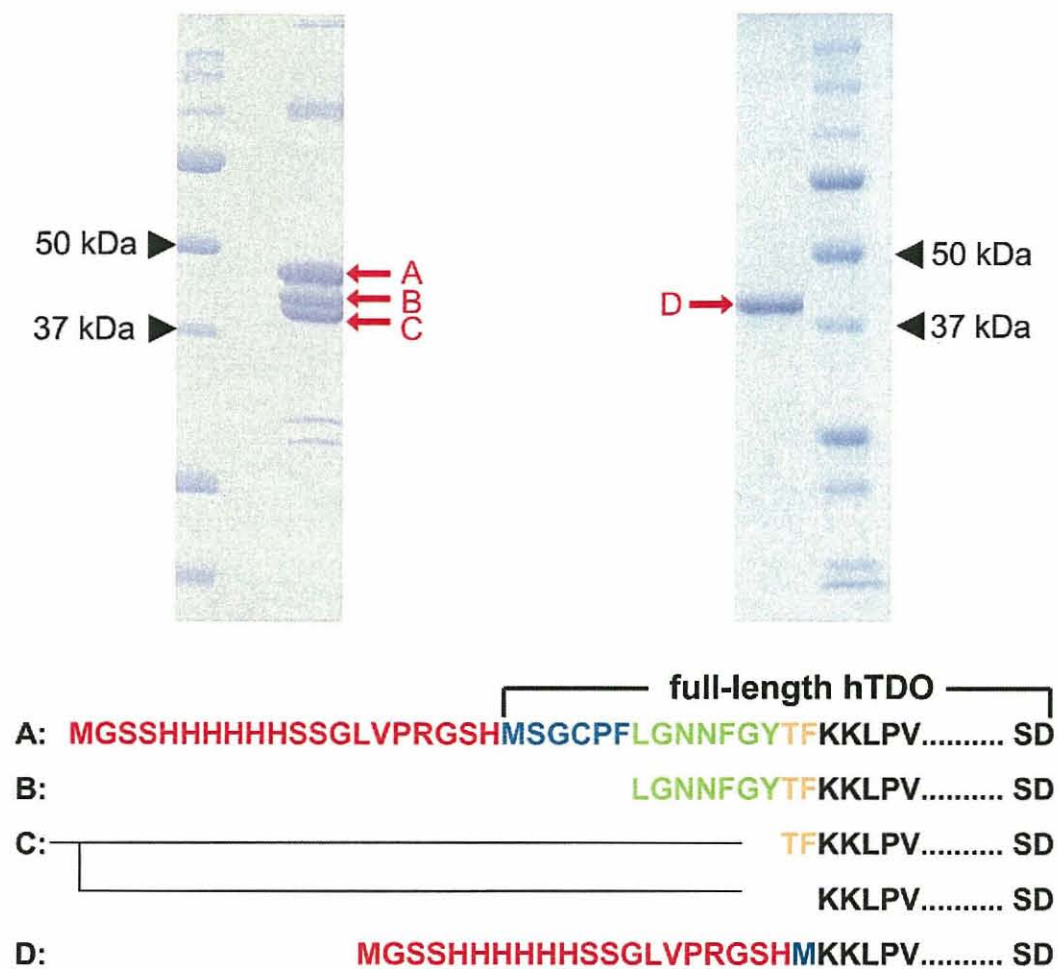 50 kDa
A
B
37 kDa
C
50 kDa
D
37 kDa
full-length hTDO
A: MGSSHHHHHHSSGLVPRGSHMSGCPFLGNNFGYTFKKLPV.......... SD
B: LGNNFGYTFKKLPV.......... SD
C: TFKKLPV.......... SD
KKLPV.......... SD
D: MGSSHHHHHHSSGLVPRGSHMKKLPV.......... SD